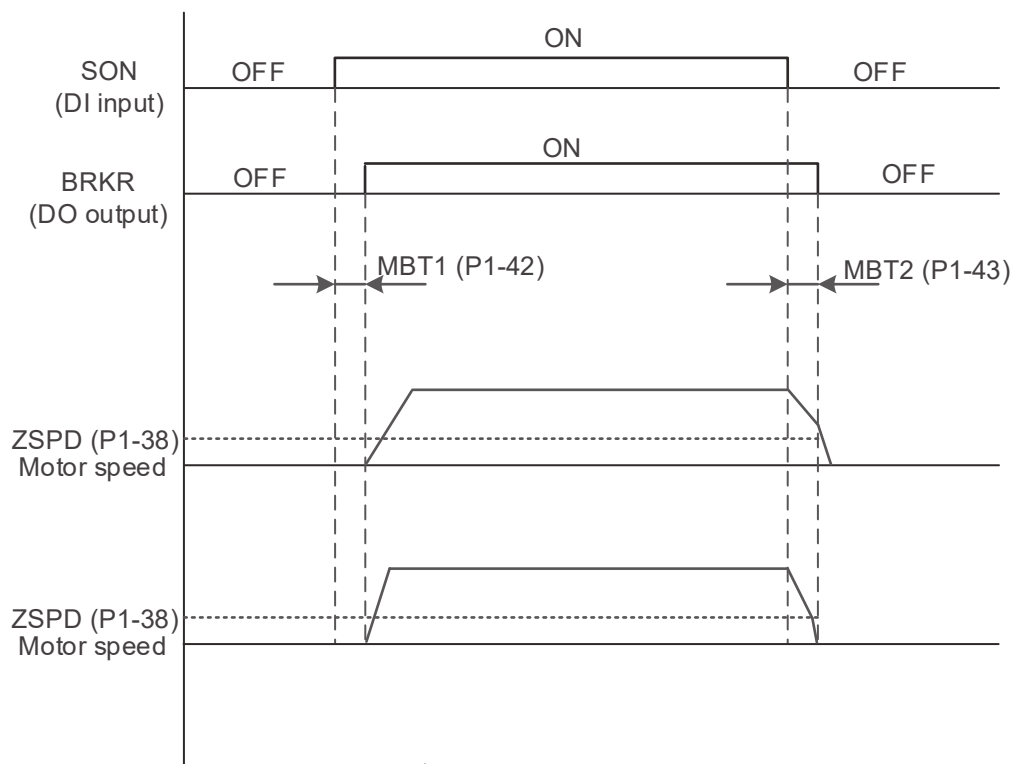 ON
SON
(DI input)
OFF
OFF
ON
BRKR
(DO output)
OFF
OFF
MBT1 (P1-42)
MBT2 (P1-43)
ZSPD (P1-38)
Motor speed
ZSPD (P1-38)
Motor speed